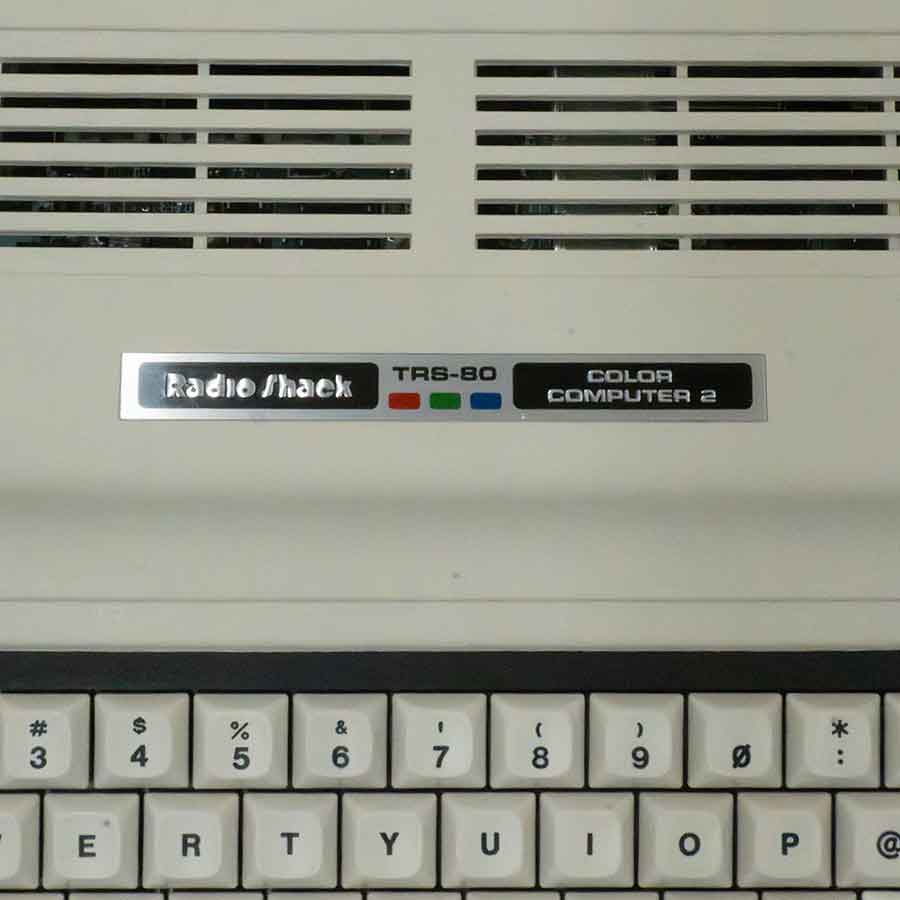 Radio Shack
TRS-80
COLOR
COMPUTER 2
# $ % & ' ( ) *
3 4 5 6 7 8 9 Ø :
E R T Y U I O P @